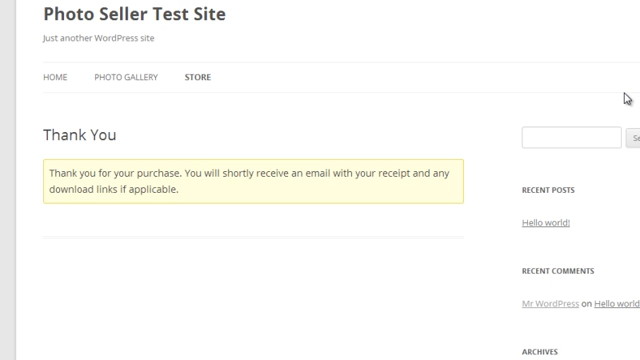 Photo Seller Test Site
Just another WordPress site
HOME PHOTO GALLERY STORE
Thank You
Thank you for your purchase. You will shortly receive an email with your receipt and any
download links if applicable.
RECENT POSTS
Hello world!
RECENT COMMENTS
Mr WordPress on Hello world
ARCHIVES